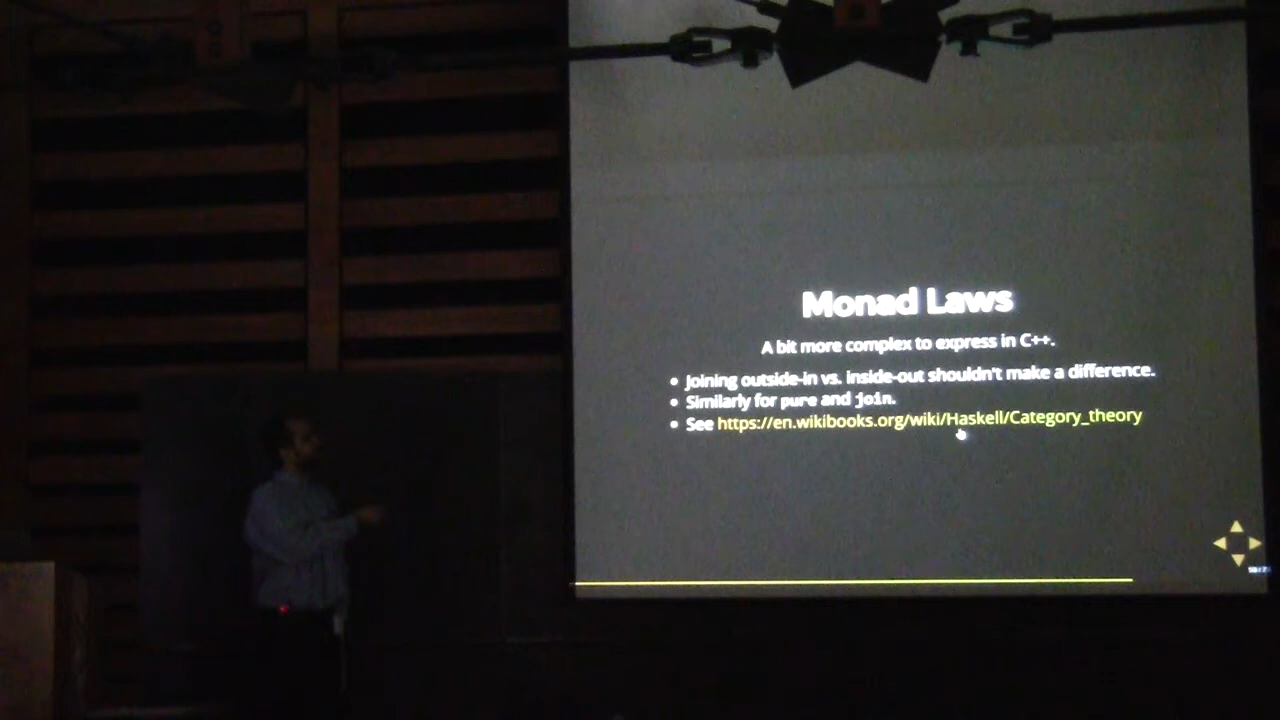 Monad Laws
A bit more complex to express in C++.
• Joining outside-in vs. inside-out shouldn't make a difference.
• Similarly for pure and join.
• See https://en.wikibooks.org/wiki/Haskell/Category_theory